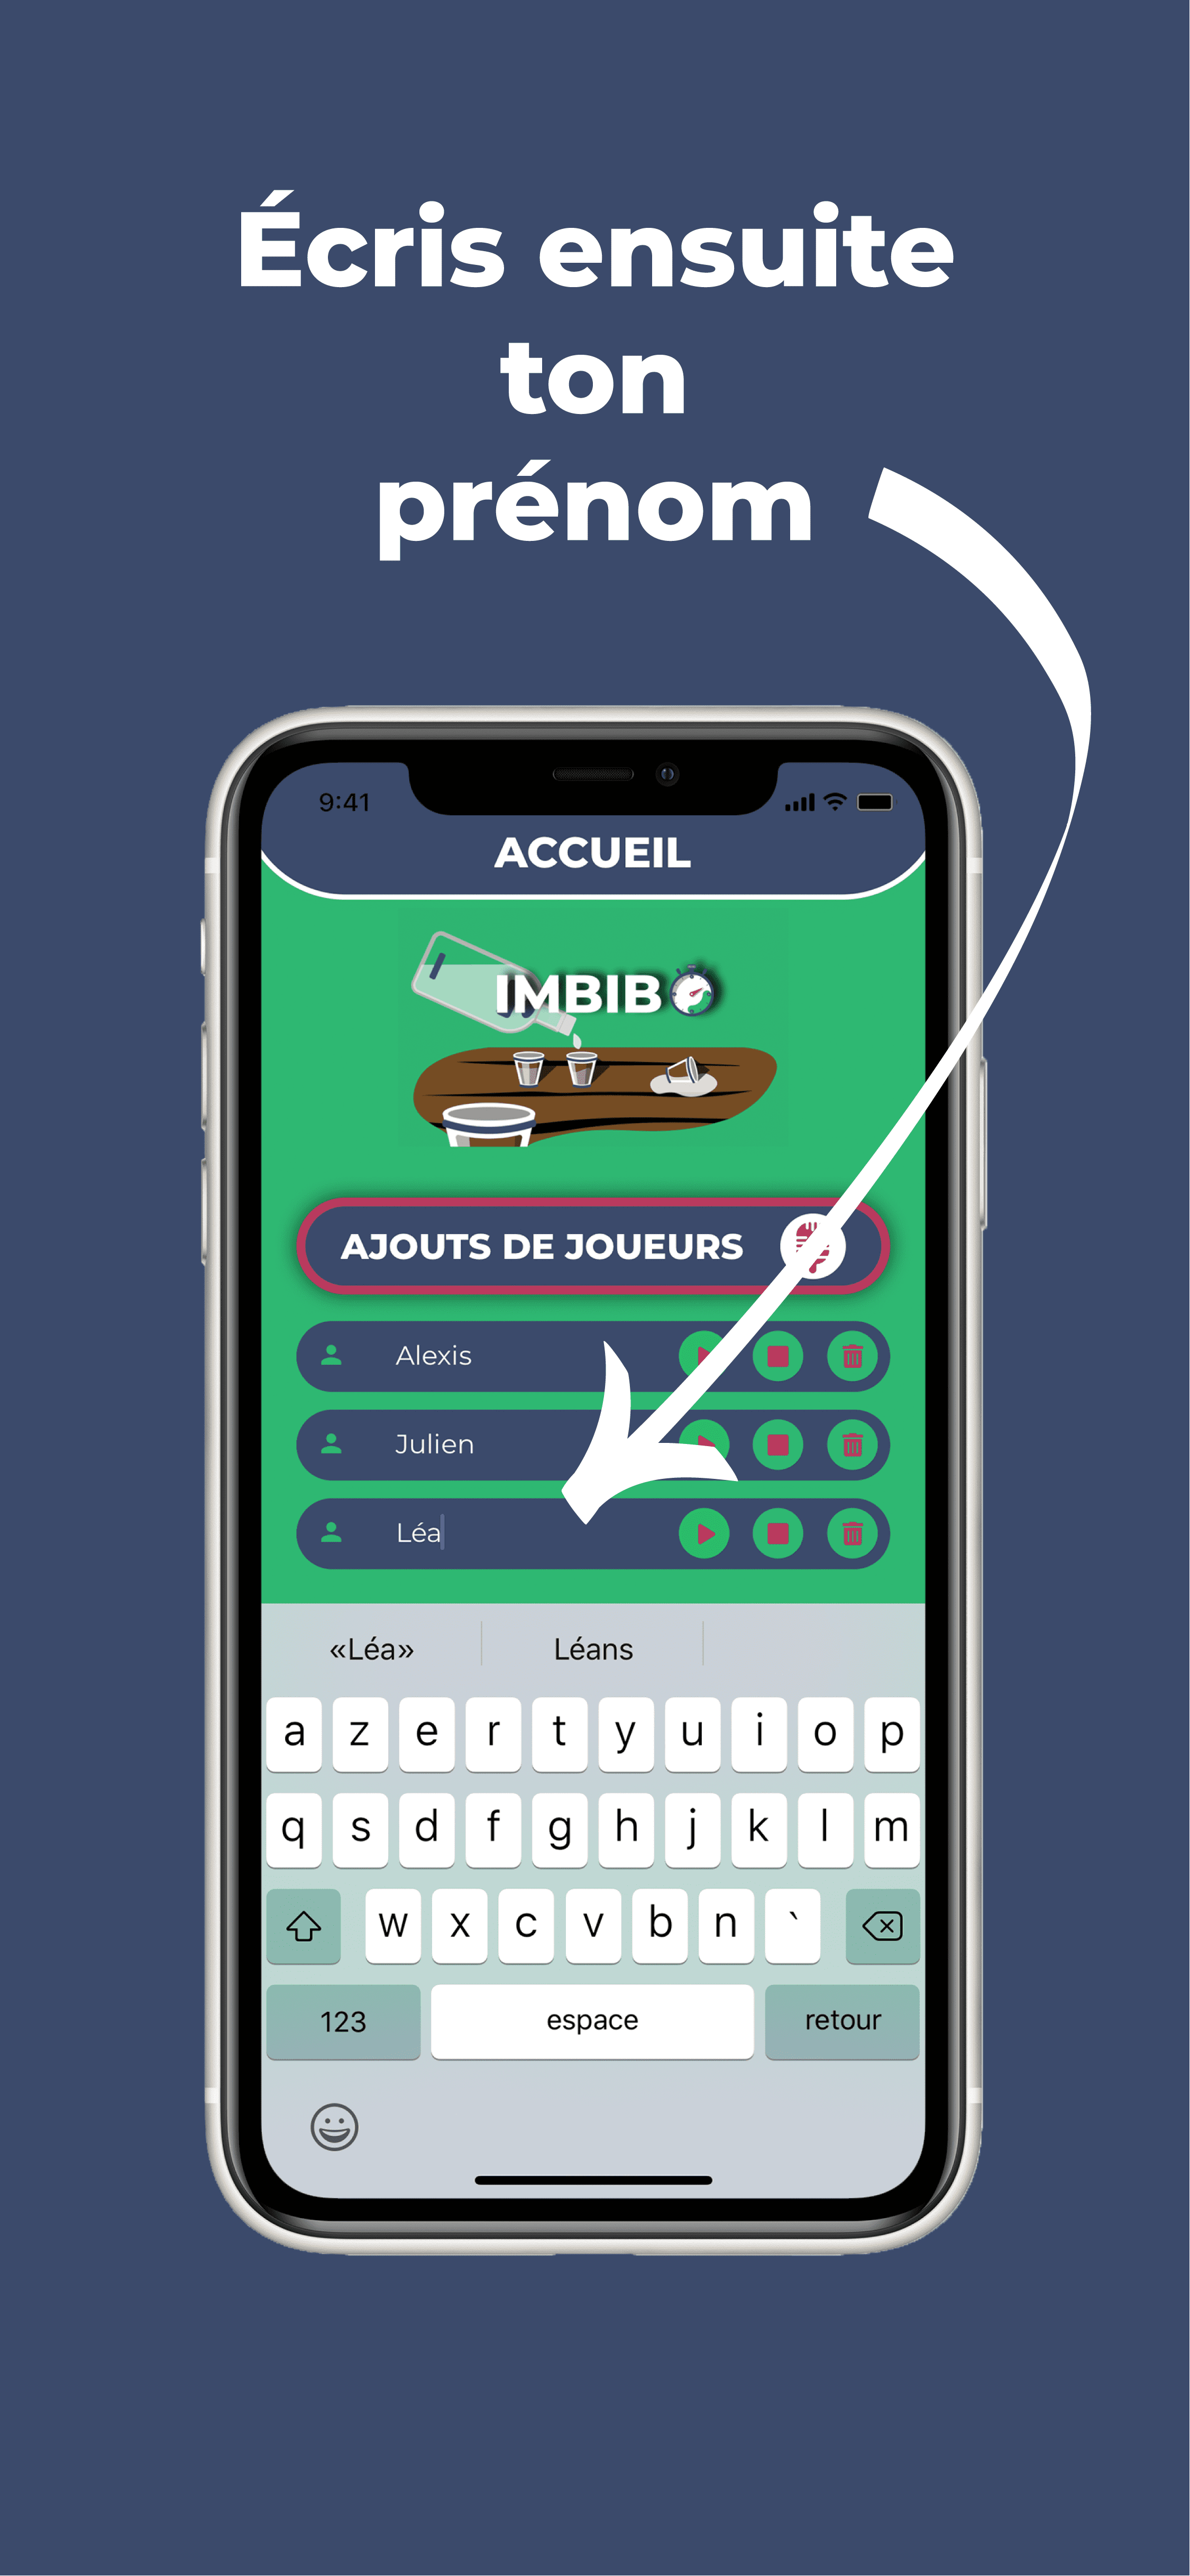 Écris ensuite
ton
prénom
9:41
ACCUEIL
IMBIBO
AJOUTS DE JOUEURS
Alexis
Julien
Léa
«Léa» Léans
a z e r t y u i o p
q s d f g h j k l m
w x c v b n `
123 espace retour